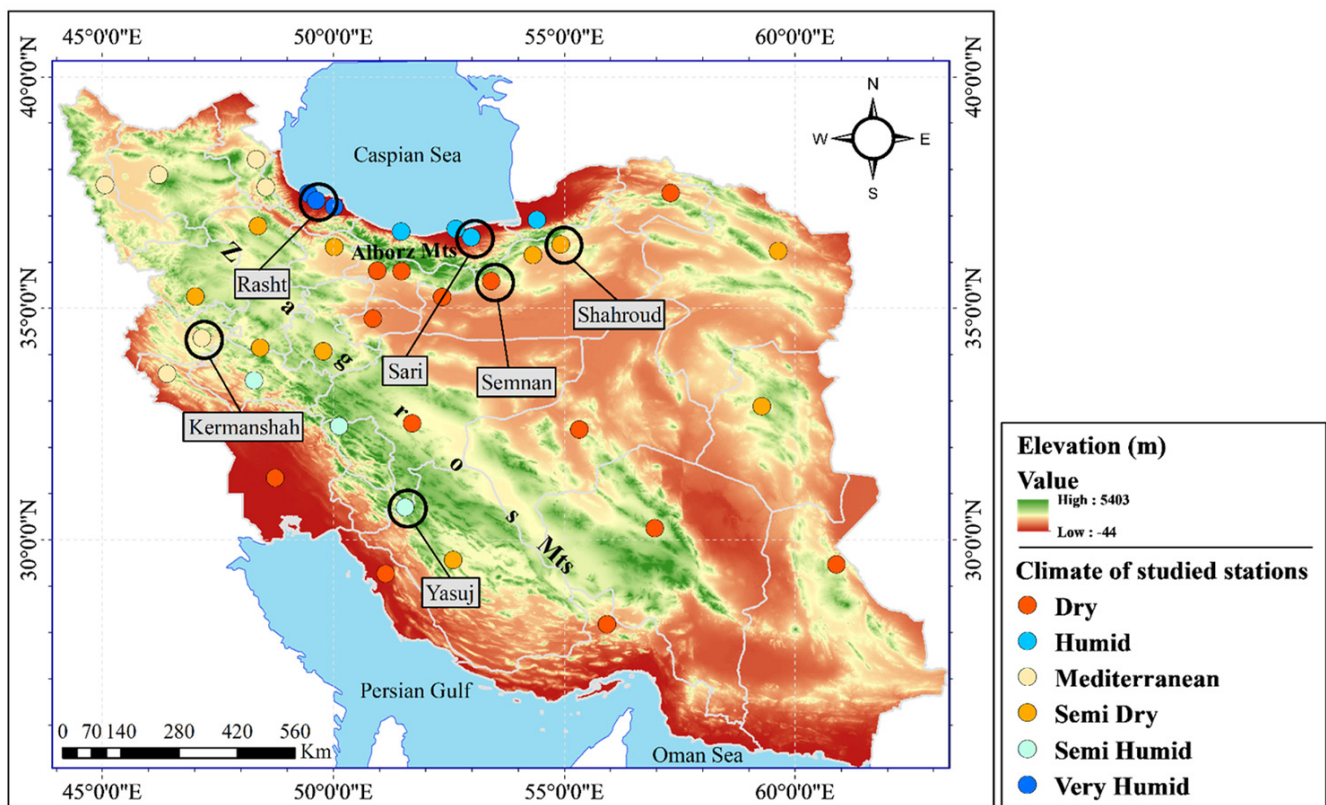 45°0'0"E 50°0'0"E 55°0'0"E 60°0'0"E
40°0'0"N
40°0'0"N
N
W E
S
Caspian Sea
Alborz Mts
Z
a
g
r
o
s
Mts
Rasht
Shahroud
35°0'0"N
35°0'0"N
Sari
Semnan
Kermanshah
30°0'0"N
30°0'0"N
Yasuj
Persian Gulf
Oman Sea
0 70 140 280 420 560
Km
45°0'0"E 50°0'0"E 55°0'0"E 60°0'0"E
Elevation (m)
Value
High : 5403
Low : -44
Climate of studied stations
Dry
Humid
Mediterranean
Semi Dry
Semi Humid
Very Humid